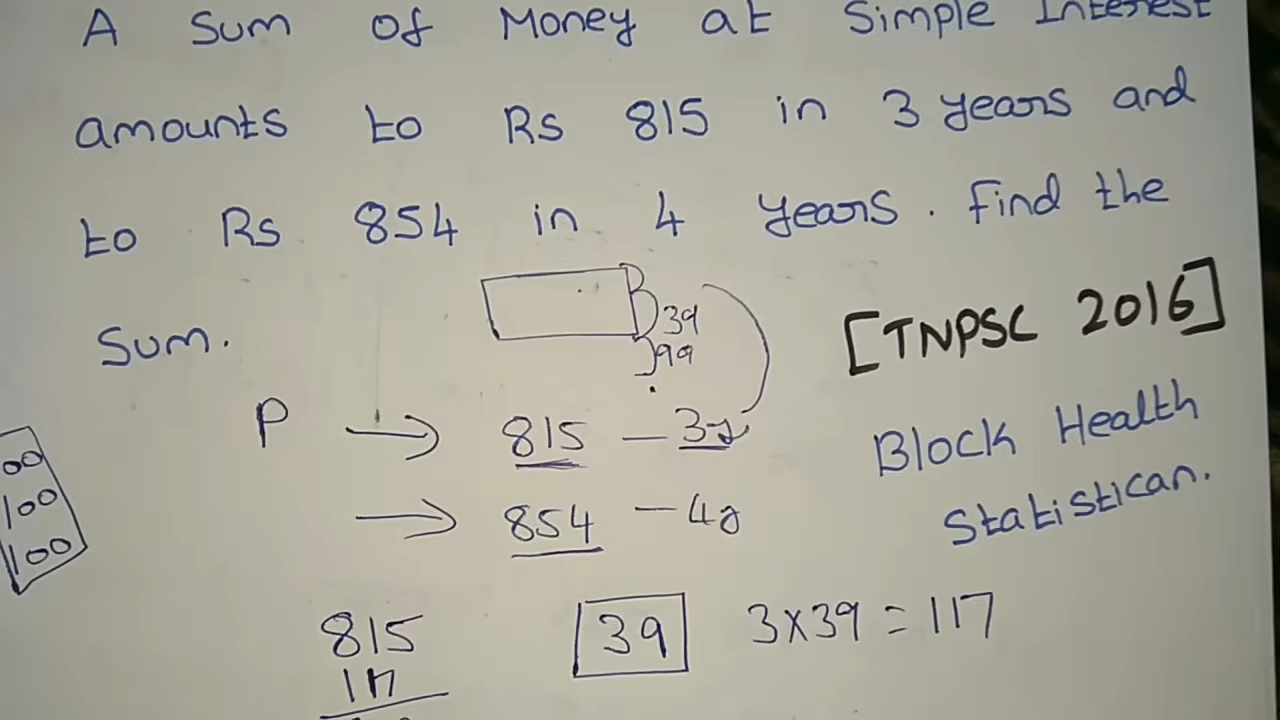 A Sum Of Money at Simple Interest
amounts to Rs 815 in 3 years and
to Rs 854 in 4 years. Find the
Sum.
39
99
[TNPSC 2016]
P → 815 - 3y
Block Health
→ 854 - 4y
Statistican.
00
100
100
815
39
3x39 = 117
117